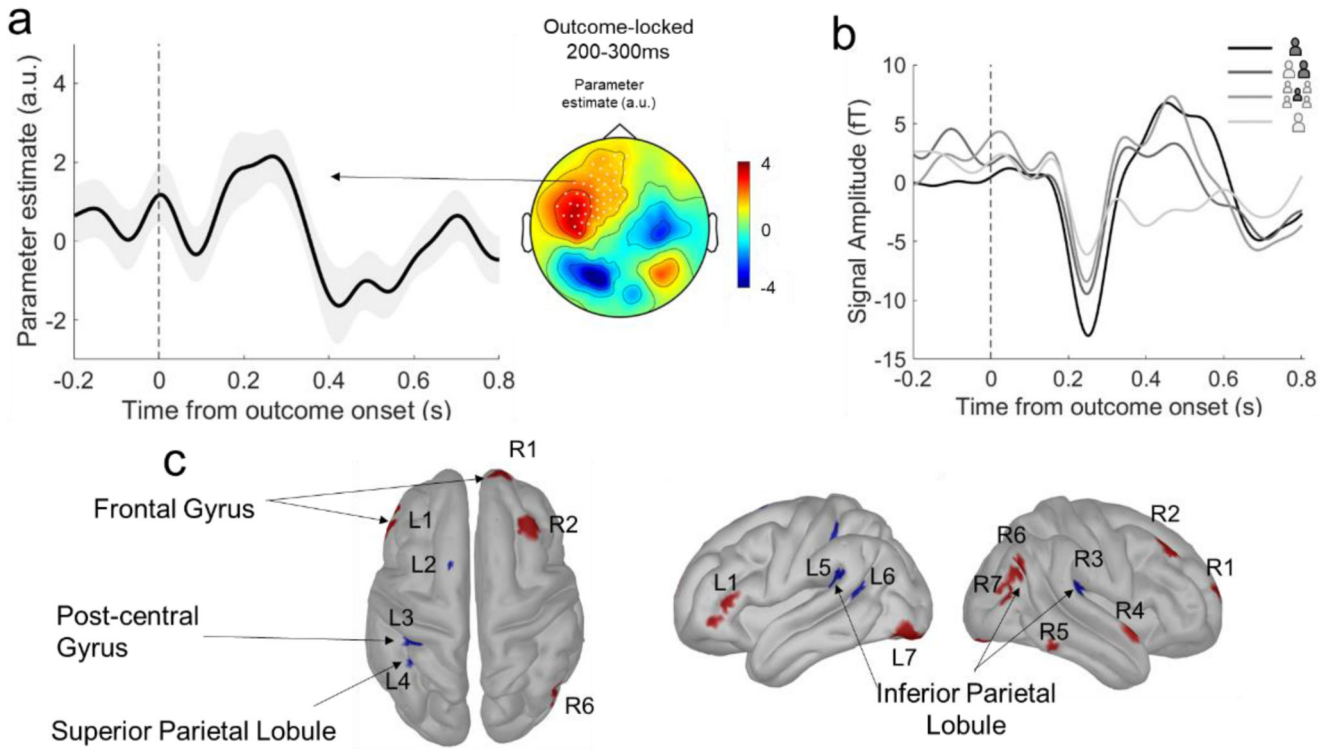 a
Parameter estimate (a.u.)
4
2
0
-2
-0.2
0
0.2
0.4
0.6
0.8
Time from outcome onset (s)
Outcome-locked
200-300ms
Parameter
estimate (a.u.)
4
0
-4
b
Signal Amplitude (fT)
10
5
0
-5
-10
-15
-0.2
0
0.2
0.4
0.6
0.8
Time from outcome onset (s)
c
Frontal Gyrus
Post-central
Gyrus
Superior Parietal Lobule
L1
L2
L3
L4
R1
R2
R6
L1
L5
L6
L7
R6
R7
R3
R5
R4
R2
R1
Inferior Parietal
Lobule